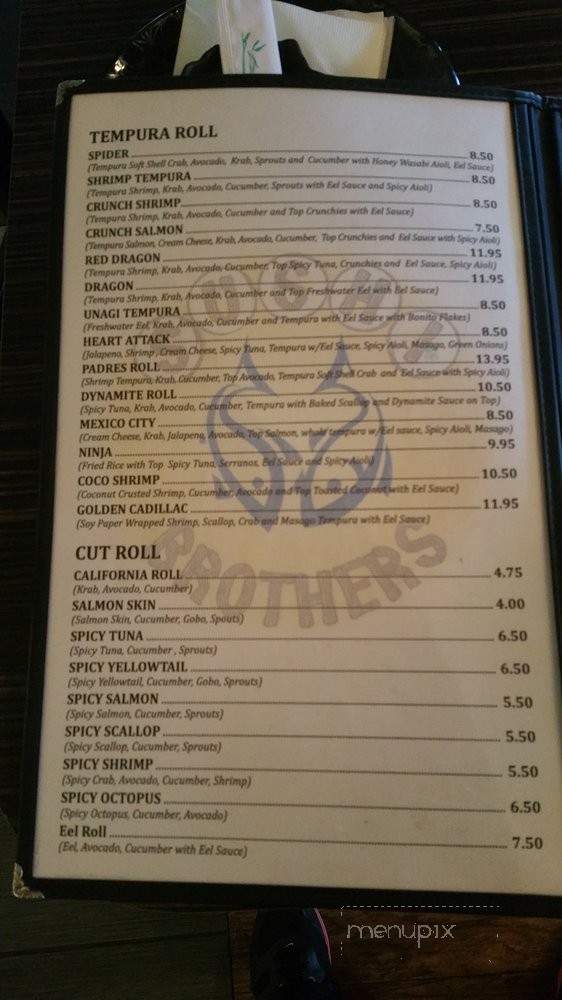 TEMPURA ROLL
SPIDER 8.50
(Tempura Soft Shell Crab, Avocado, Krab, Sprouts and Cucumber with Honey Wasabi Aioli, Eel Sauce)
SHRIMP TEMPURA 8.50
(Tempura Shrimp, Krab, Avocado, Cucumber, Sprouts with Eel Sauce and Spicy Aioli)
CRUNCH SHRIMP 8.50
(Tempura Shrimp, Krab, Avocado, Cucumber and Top Crunchies with Eel Sauce)
CRUNCH SALMON 7.50
(Tempura Salmon, Cream Cheese, Krab, Avocado, Cucumber, Top Crunchies and Eel Sauce with Spicy Aioli)
RED DRAGON 11.95
(Tempura Shrimp, Krab, Avocado, Cucumber, Top Spicy Tuna, Crunchies and Eel Sauce, Spicy Aioli)
DRAGON 11.95
(Tempura Shrimp, Krab, Avocado, Cucumber and Top Freshwater Eel with Eel Sauce)
UNAGI TEMPURA 8.50
(Freshwater Eel, Krab, Avocado, Cucumber and Tempura with Eel Sauce with Bonito Flakes)
HEART ATTACK 8.50
(Jalapeno, Shrimp, Cream Cheese, Spicy Tuna, Tempura w/Eel Sauce, Spicy Aioli, Masago, Green Onions)
PADRES ROLL 13.95
(Shrimp Tempura, Krab, Cucumber, Top Avocado, Tempura Soft Shell Crab and Eel Sauce with Spicy Aioli)
DYNAMITE ROLL 10.50
(Spicy Tuna, Krab, Avocado, Cucumber, Tempura with Baked Scallop and Dynamite Sauce on Top)
MEXICO CITY 8.50
(Cream Cheese, Krab, Jalapeno, Avocado, Top Salmon, whole tempura w/Eel sauce, Spicy Aioli, Masago)
NINJA 9.95
(Fried Rice with Top Spicy Tuna, Serranos, Eel Sauce and Spicy Aioli)
COCO SHRIMP 10.50
(Coconut Crusted Shrimp, Cucumber, Avocado and Top Toasted Coconut with Eel Sauce)
GOLDEN CADILLAC 11.95
(Soy Paper Wrapped Shrimp, Scallop, Crab and Masago Tempura with Eel Sauce)
SUSHI
BROTHERS
CUT ROLL
CALIFORNIA ROLL 4.75
(Krab, Avocado, Cucumber)
SALMON SKIN 4.00
(Salmon Skin, Cucumber, Gobo, Spouts)
SPICY TUNA 6.50
(Spicy Tuna, Cucumber , Sprouts)
SPICY YELLOWTAIL 6.50
(Spicy Yellowtail, Cucumber, Gobo, Sprouts)
SPICY SALMON 5.50
(Spicy Salmon, Cucumber, Sprouts)
SPICY SCALLOP 5.50
(Spicy Scallop, Cucumber, Sprouts)
SPICY SHRIMP 5.50
(Spicy Crab, Avocado, Cucumber, Shrimp)
SPICY OCTOPUS 6.50
(Spicy Octopus, Cucumber, Avocado)
Eel Roll 7.50
(Eel, Avocado, Cucumber with Eel Sauce)
menupix